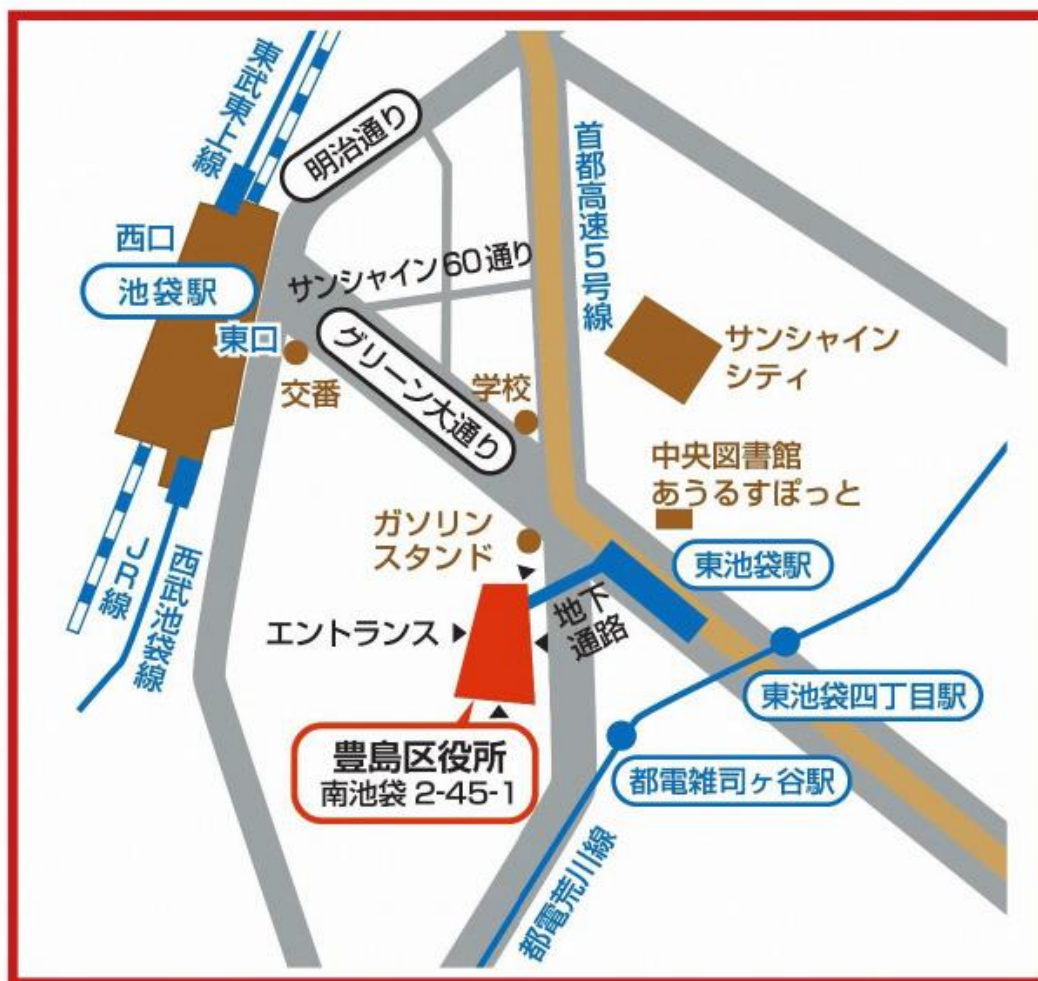 東武東上線
明治通り
首都高速5号線
西口
池袋駅
サンシャイン60通り
東口
グリーン大通り
サンシャイン
シティ
交番
学校
中央図書館
あうるすぽっと
ガソリン
スタンド
東池袋駅
JR線
西武池袋線
エントランス
地下
通路
東池袋四丁目駅
豊島区役所
南池袋 2-45-1
都電雑司ヶ谷駅
都電荒川線